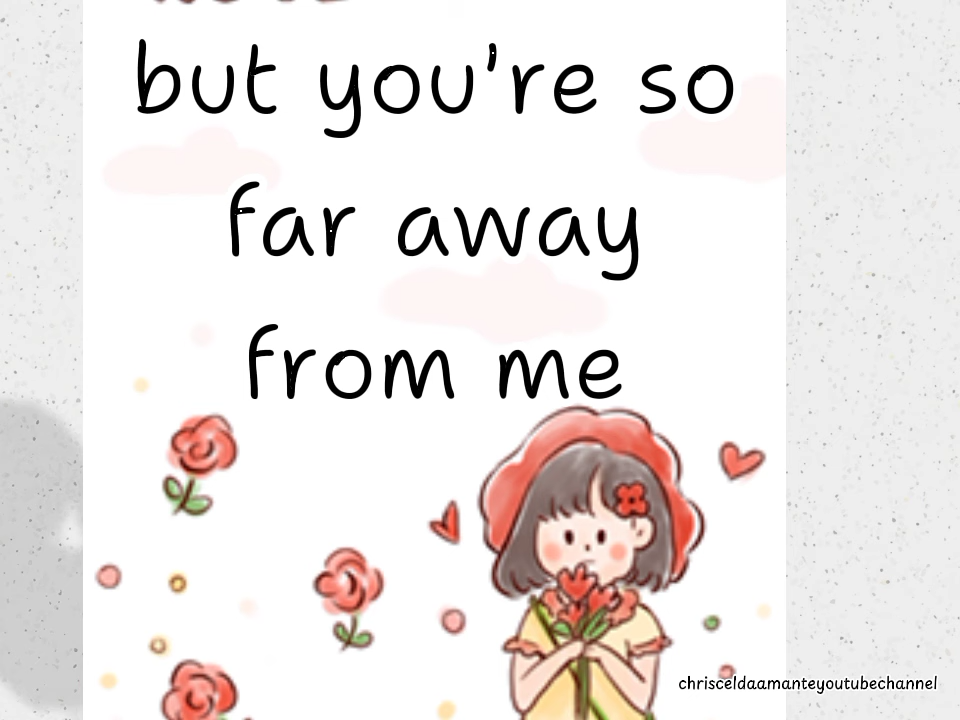 but you're so
far away
from me
chrisceldaamanteyoutubechannel